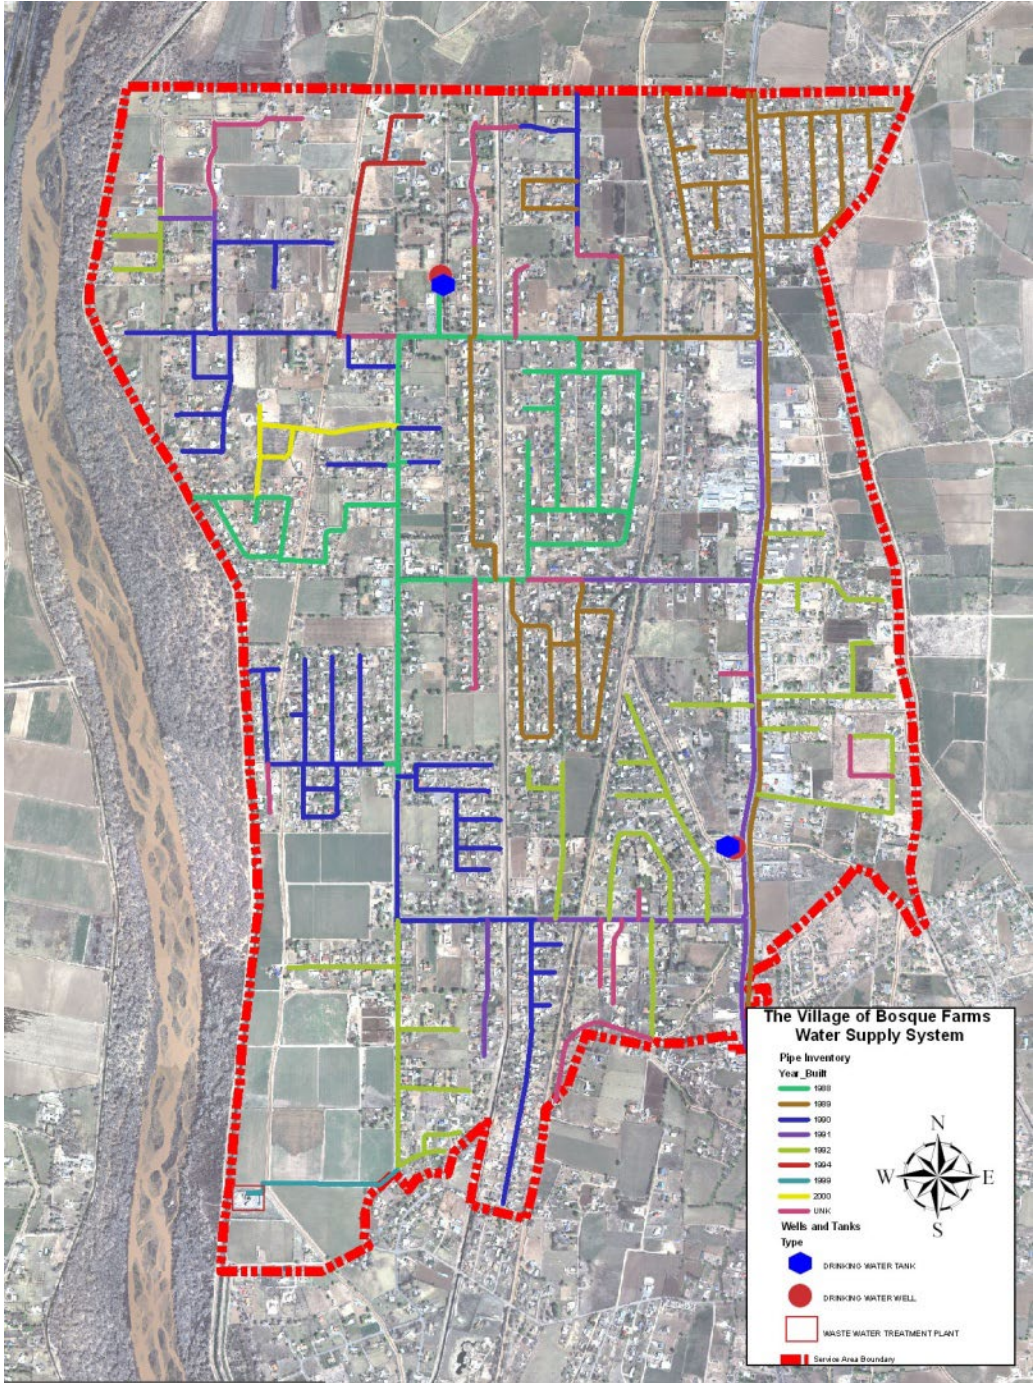 The Village of Bosque Farms
Water Supply System
Pipe Inventory
Year_Built
1988
1989
1990
1991
1992
1994
1999
2000
UNK
Wells and Tanks
Type
DRINKING WATER TANK
DRINKING WATER WELL
WASTE WATER TREATMENT PLANT
Service Area Boundary
N
W
E
S